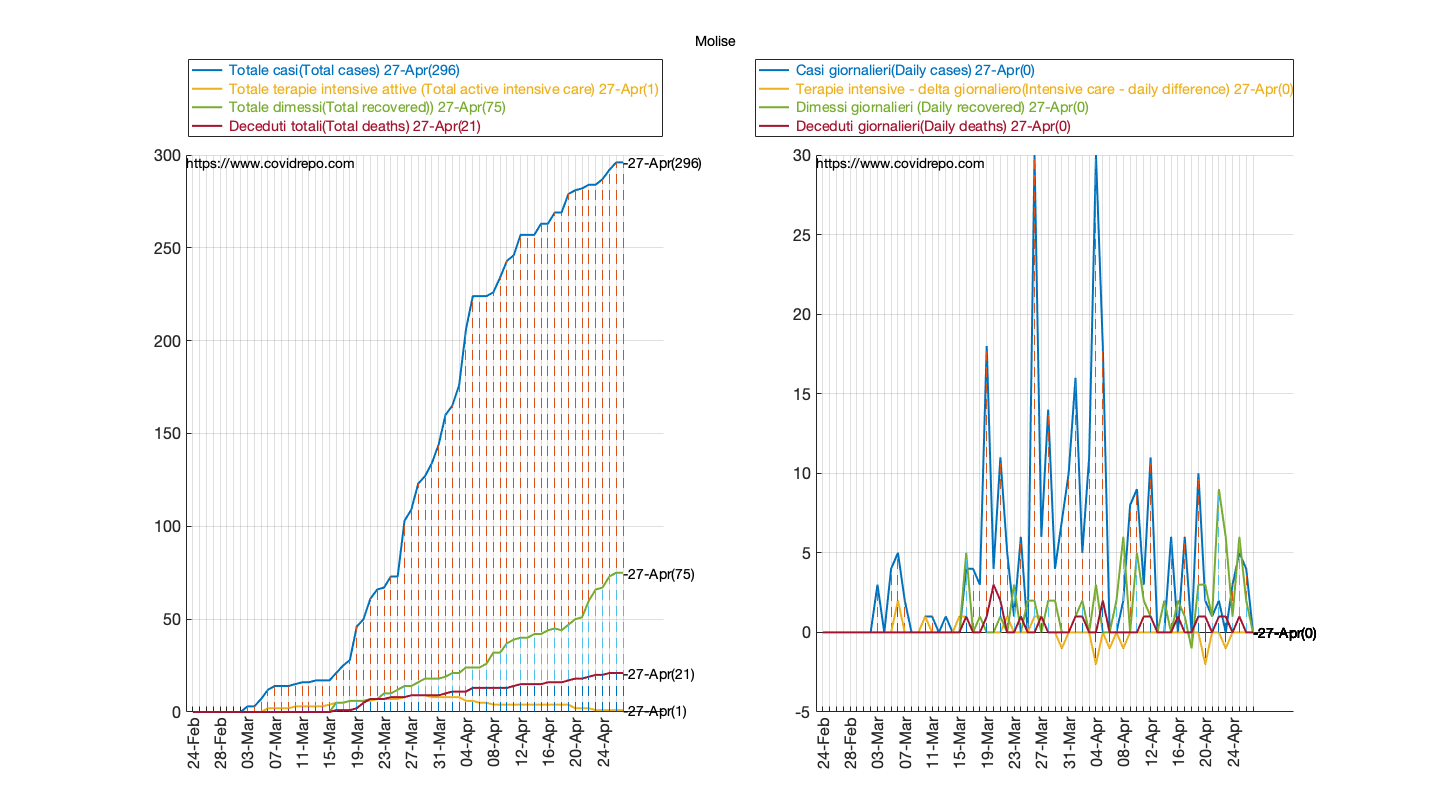 Molise
Totale casi(Total cases) 27-Apr(296)
Totale terapie intensive attive (Total active intensive care) 27-Apr(1)
Totale dimessi(Total recovered)) 27-Apr(75)
Deceduti totali(Total deaths) 27-Apr(21)
300
250
200
150
100
50
0
https://www.covidrepo.com
27-Apr(296)
27-Apr(75)
27-Apr(21)
27-Apr(1)
24-Feb
28-Feb
03-Mar
07-Mar
11-Mar
15-Mar
19-Mar
23-Mar
27-Mar
31-Mar
04-Apr
08-Apr
12-Apr
16-Apr
20-Apr
24-Apr
Casi giornalieri(Daily cases) 27-Apr(0)
Terapie intensive - delta giornaliero(Intensive care - daily difference) 27-Apr(0)
Dimessi giornalieri (Daily recovered) 27-Apr(0)
Deceduti giornalieri(Daily deaths) 27-Apr(0)
30
25
20
15
10
5
0
-5
https://www.covidrepo.com
27-Apr(0)
24-Feb
28-Feb
03-Mar
07-Mar
11-Mar
15-Mar
19-Mar
23-Mar
27-Mar
31-Mar
04-Apr
08-Apr
12-Apr
16-Apr
20-Apr
24-Apr